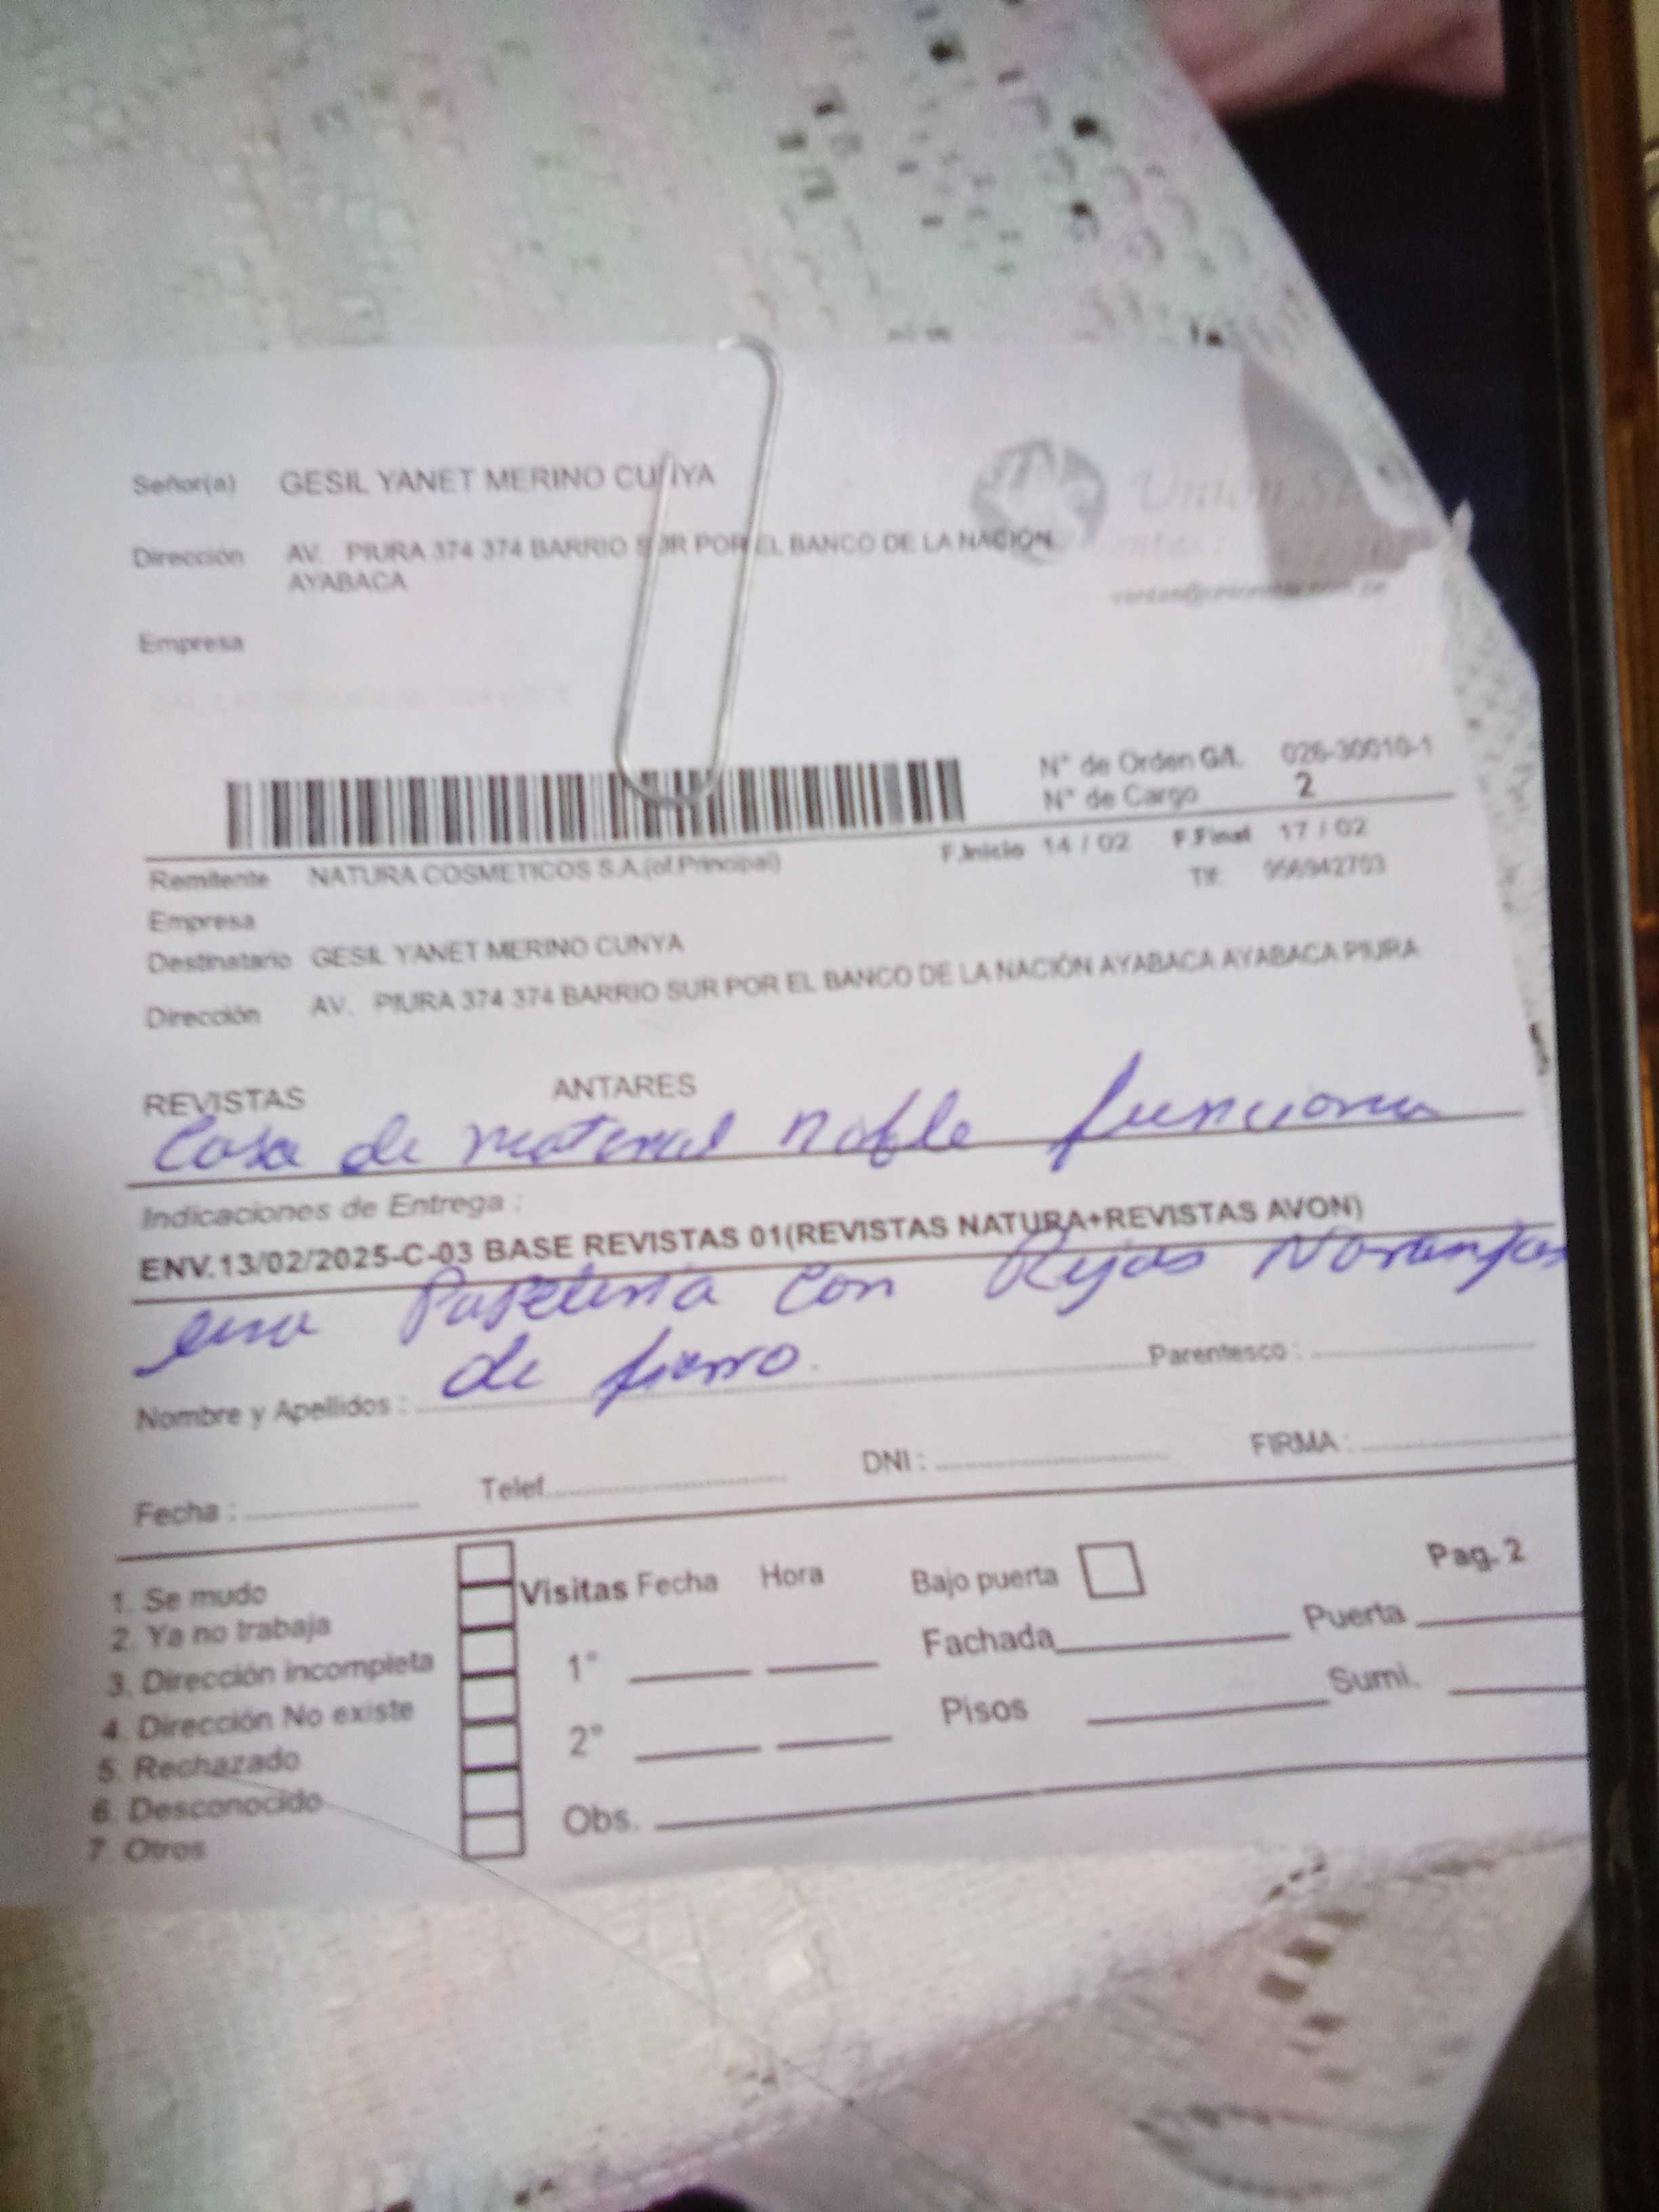 Señor(a) GESIL YANET MERINO CUNYA
Dirección AV. PIURA 374 374 BARRIO SUR POR EL BANCO DE LA NACIÓN
AYABACA
Empresa
N° de Orden G/L 026-30010-1
N° de Cargo 2
F.Inicio 14 / 02 F.Final 17 / 02
Remitente NATURA COSMETICOS S.A.(of.Principal)
Tlf: 956942703
Empresa
Destinatario GESIL YANET MERINO CUNYA
Dirección AV. PIURA 374 374 BARRIO SUR POR EL BANCO DE LA NACIÓN AYABACA AYABACA PIURA
REVISTAS ANTARES
Casa de material noble funciona
Indicaciones de Entrega :
ENV.13/02/2025-C-03 BASE REVISTAS 01(REVISTAS NATURA+REVISTAS AVON)
una Papeleria con Rejas Naranjas
de fierro.
Parentesco :
Nombre y Apellidos :
Fecha : Telef. DNI : FIRMA :
1. Se mudo
2. Ya no trabaja
3. Dirección incompleta
4. Dirección No existe
5. Rechazado
6. Desconocido
7. Otros
Visitas Fecha Hora
1°
2°
Obs.
Bajo puerta
Pag. 2
Fachada Puerta
Pisos Sumi.